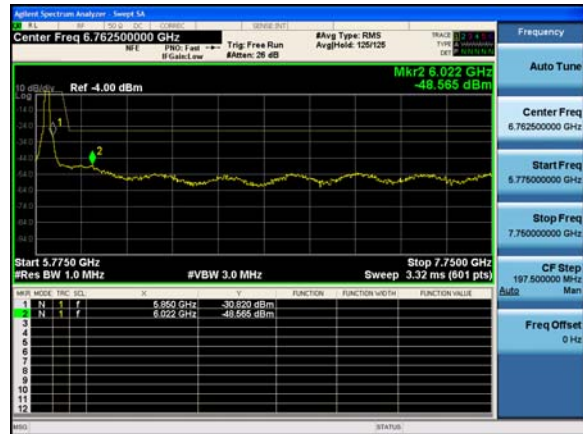 Agilent Spectrum Analyzer - Swept SA
RL RF 50 Ω DC CORREC SENSE:INT
Center Freq 6.762500000 GHz
NFE PNO: Fast IFGain:Low
Trig: Free Run
#Atten: 26 dB
#Avg Type: RMS
Avg|Hold: 125/125
TRACE 1 2 3 4 5 6
TYPE
DET
Mkr2 6.022 GHz
-48.565 dBm
10 dB/div Ref -4.00 dBm
Log
-14.0
-24.0
-34.0
-44.0
-54.0
-64.0
-74.0
-84.0
-94.0
1
2
Start 5.7750 GHz
Stop 7.7500 GHz
#Res BW 1.0 MHz #VBW 3.0 MHz Sweep 3.32 ms (601 pts)
MKR MODE TRC SCL X Y FUNCTION FUNCTION WIDTH FUNCTION VALUE
1 N 1 f 5.850 GHz -30.820 dBm
2 N 1 f 6.022 GHz -48.565 dBm
3
4
5
6
7
8
9
10
11
12
MSG STATUS
Frequency
Auto Tune
Center Freq
6.762500000 GHz
Start Freq
5.775000000 GHz
Stop Freq
7.750000000 GHz
CF Step
197.500000 MHz
Auto Man
Freq Offset
0 Hz